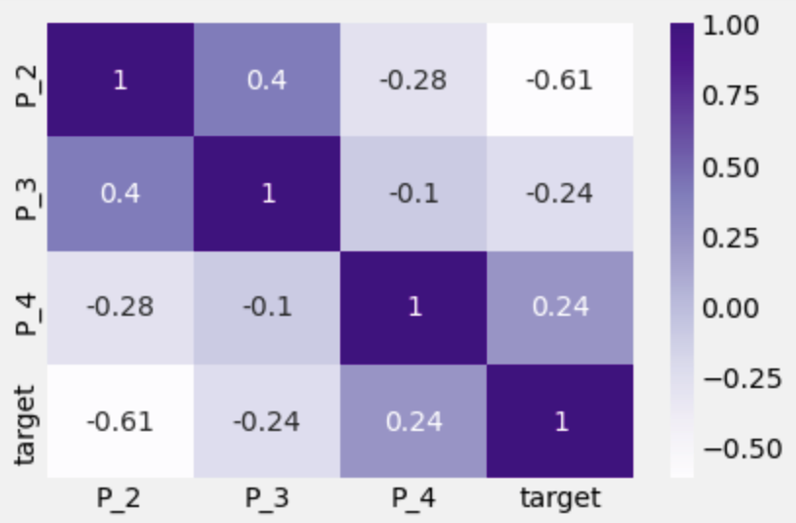 P_2 1 0.4 -0.28 -0.61
P_3 0.4 1 -0.1 -0.24
P_4 -0.28 -0.1 1 0.24
target -0.61 -0.24 0.24 1
P_2 P_3 P_4 target
1.00
0.75
0.50
0.25
0.00
−0.25
−0.50